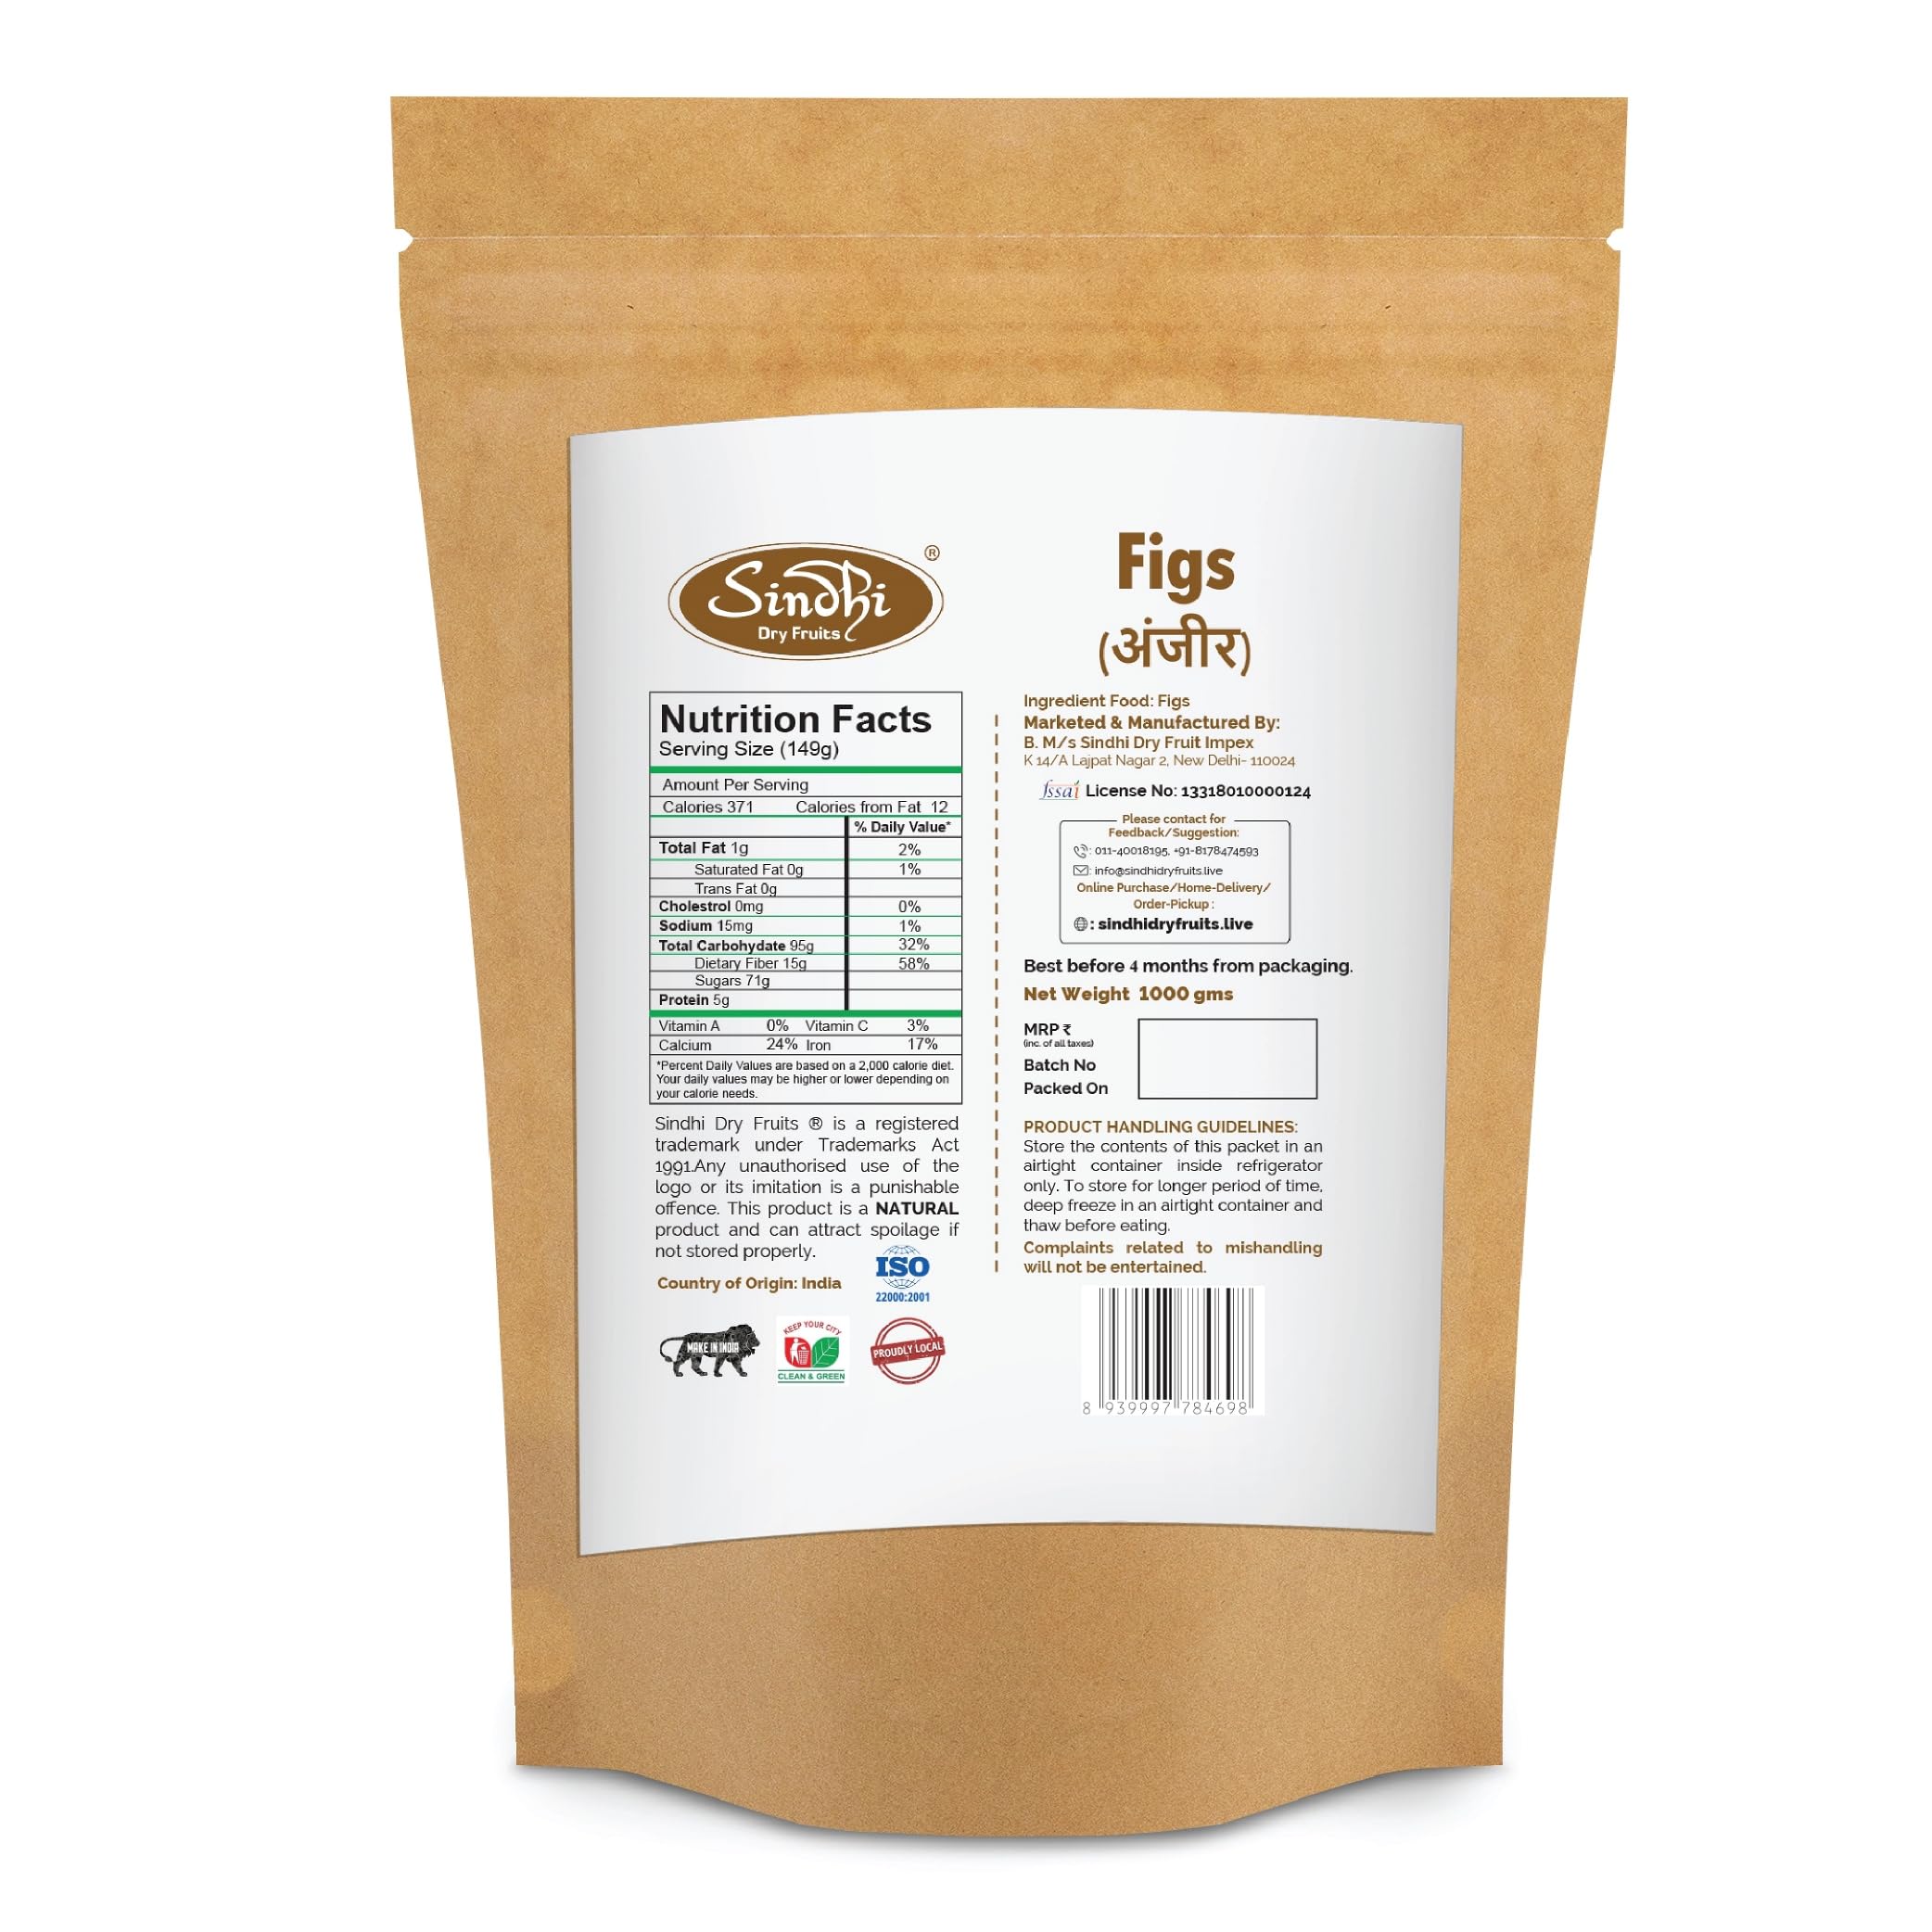 Sindhi ®
Dry Fruits
Nutrition Facts
Serving Size (149g)
Amount Per Serving
Calories 371 Calories from Fat 12
% Daily Value*
Total Fat 1g 2%
Saturated Fat 0g 1%
Trans Fat 0g
Cholestrol 0mg 0%
Sodium 15mg 1%
Total Carbohydate 95g 32%
Dietary Fiber 15g 58%
Sugars 71g
Protein 5g
Vitamin A 0% Vitamin C 3%
Calcium 24% Iron 17%
*Percent Daily Values are based on a 2,000 calorie diet.
Your daily values may be higher or lower depending on
your calorie needs.
Sindhi Dry Fruits ® is a registered
trademark under Trademarks Act
1991.Any unauthorised use of the
logo or its imitation is a punishable
offence. This product is a NATURAL
product and can attract spoilage if
not stored properly.
Country of Origin: India
ISO
22000:2001
MAKE IN INDIA
KEEP YOUR CITY
CLEAN & GREEN
PROUDLY LOCAL
Figs
(अंजीर)
Ingredient Food: Figs
Marketed & Manufactured By:
B. M/s Sindhi Dry Fruit Impex
K 14/A Lajpat Nagar 2, New Delhi- 110024
fssai License No: 13318010000124
Please contact for
Feedback/Suggestion:
: 011-40018195, +91-8178474593
: info@sindhidryfruits.live
Online Purchase/Home-Delivery/
Order-Pickup :
: sindhidryfruits.live
Best before 4 months from packaging.
Net Weight 1000 gms
MRP ₹
(inc. of all taxes)
Batch No
Packed On
PRODUCT HANDLING GUIDELINES:
Store the contents of this packet in an
airtight container inside refrigerator
only. To store for longer period of time,
deep freeze in an airtight container and
thaw before eating.
Complaints related to mishandling
will not be entertained.
8 939997 784698